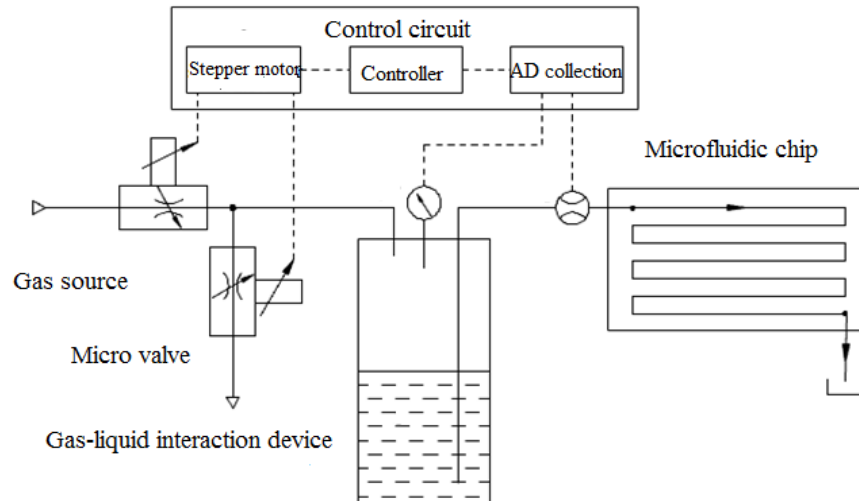 Control circuit
Stepper motor
Controller
AD collection
Microfluidic chip
Gas source
Micro valve
Gas-liquid interaction device